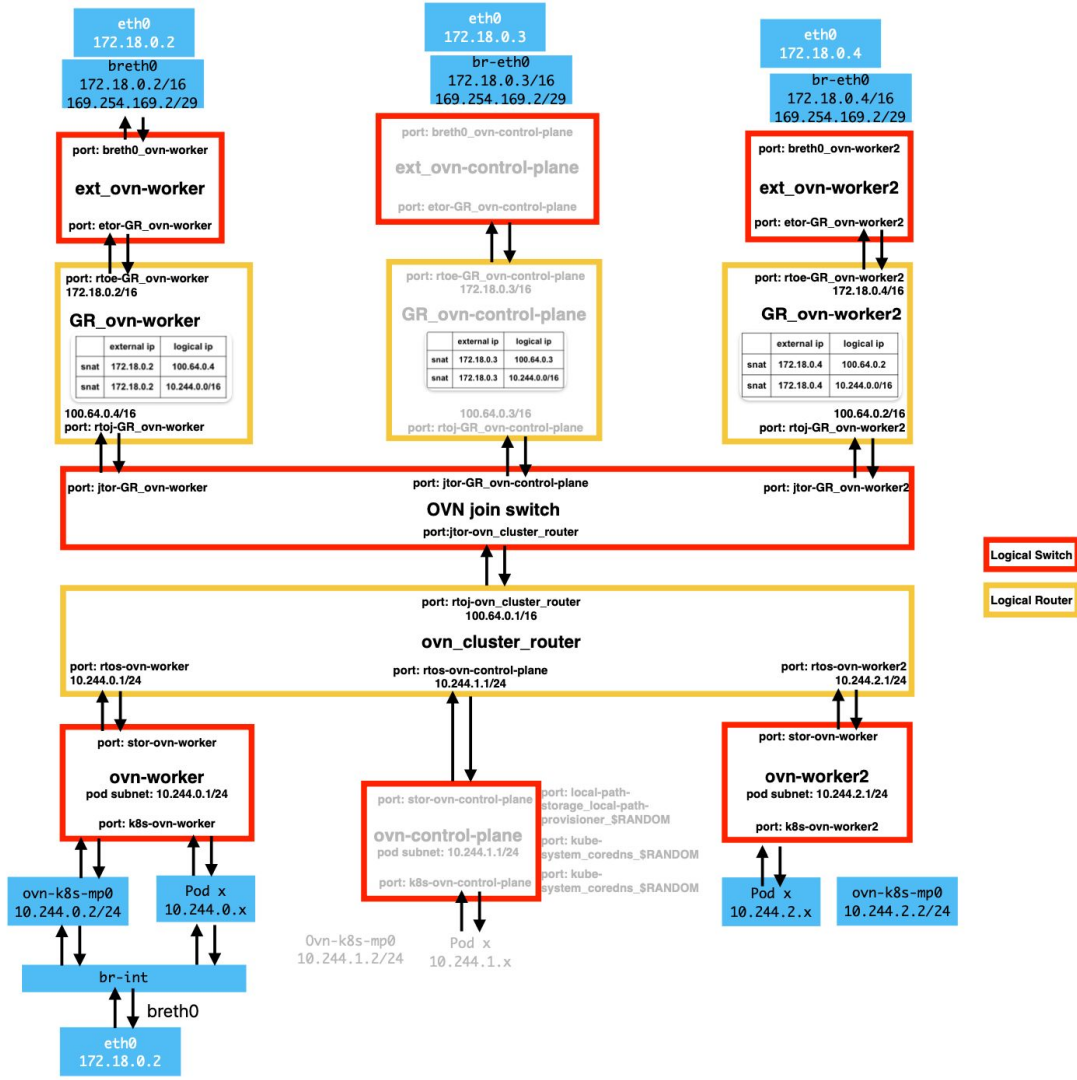 eth0
172.18.0.2
breth0
172.18.0.2/16
169.254.169.2/29
port: breth0_ovn-worker
ext_ovn-worker
port: etor-GR_ovn-worker
port: rtoe-GR_ovn-worker
172.18.0.2/16
GR_ovn-worker
external ip logical ip
snat 172.18.0.2 100.64.0.4
snat 172.18.0.2 10.244.0.0/16
100.64.0.4/16
port: rtoj-GR_ovn-worker
eth0
172.18.0.3
br-eth0
172.18.0.3/16
169.254.169.2/29
port: breth0_ovn-control-plane
ext_ovn-control-plane
port: etor-GR_ovn-control-plane
port: rtoe-GR_ovn-control-plane
172.18.0.3/16
GR_ovn-control-plane
external ip logical ip
snat 172.18.0.3 100.64.0.3
snat 172.18.0.3 10.244.0.0/16
100.64.0.3/16
port: rtoj-GR_ovn-control-plane
eth0
172.18.0.4
br-eth0
172.18.0.4/16
169.254.169.2/29
port: breth0_ovn-worker2
ext_ovn-worker2
port: etor-GR_ovn-worker2
port: rtoe-GR_ovn-worker2
172.18.0.4/16
GR_ovn-worker2
external ip logical ip
snat 172.18.0.4 100.64.0.2
snat 172.18.0.4 10.244.0.0/16
100.64.0.2/16
port: rtoj-GR_ovn-worker2
port: jtor-GR_ovn-worker
port: jtor-GR_ovn-control-plane
port: jtor-GR_ovn-worker2
OVN join switch
port:jtor-ovn_cluster_router
Logical Switch
Logical Router
port: rtoj-ovn_cluster_router
100.64.0.1/16
ovn_cluster_router
port: rtos-ovn-worker
10.244.0.1/24
port: rtos-ovn-control-plane
10.244.1.1/24
port: rtos-ovn-worker2
10.244.2.1/24
port: stor-ovn-worker
ovn-worker
pod subnet: 10.244.0.1/24
port: k8s-ovn-worker
ovn-k8s-mp0
10.244.0.2/24
Pod x
10.244.0.x
br-int
breth0
eth0
172.18.0.2
port: stor-ovn-control-plane
ovn-control-plane
pod subnet: 10.244.1.1/24
port: k8s-ovn-control-plane
port: local-path-
storage_local-path-
provisioner_$RANDOM
port: kube-
system_coredns_$RANDOM
port: kube-
system_coredns_$RANDOM
Ovn-k8s-mp0
10.244.1.2/24
Pod x
10.244.1.x
port: stor-ovn-worker
ovn-worker2
pod subnet: 10.244.2.1/24
port: k8s-ovn-worker2
Pod x
10.244.2.x
ovn-k8s-mp0
10.244.2.2/24